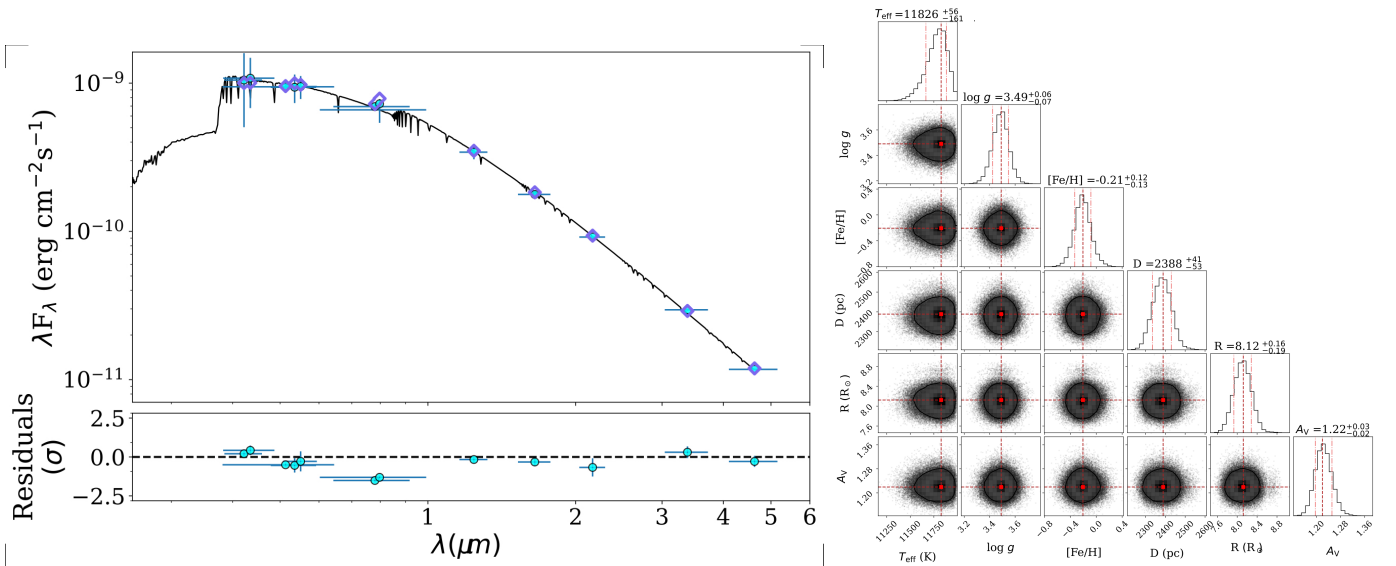 10⁻⁹
10⁻¹⁰
10⁻¹¹
λF_λ (erg cm⁻²s⁻¹)
2.5
0.0
−2.5
Residuals
(σ)
1
2
3
4
5
6
λ(μm)
T_eff =11826 +56 −161
log g =3.49 +0.06 −0.07
[Fe/H] =-0.21 +0.12 −0.13
D =2388 +41 −53
R =8.12 +0.16 −0.19
A_V =1.22 +0.03 −0.02
log g
3.6
3.4
3.2
[Fe/H]
0.4
0.0
−0.4
−0.8
D (pc)
2600
2500
2400
2300
R (R⊙)
8.8
8.4
8.0
7.6
A_V
1.36
1.28
1.20
11250
11500
11750
T_eff (K)
3.2
3.6
log g
−0.8
−0.4
0.0
0.4
[Fe/H]
2300
2400
2500
2600
D (pc)
7.6
8.0
8.4
8.8
R (R
1.20
1.28
1.36
A_V